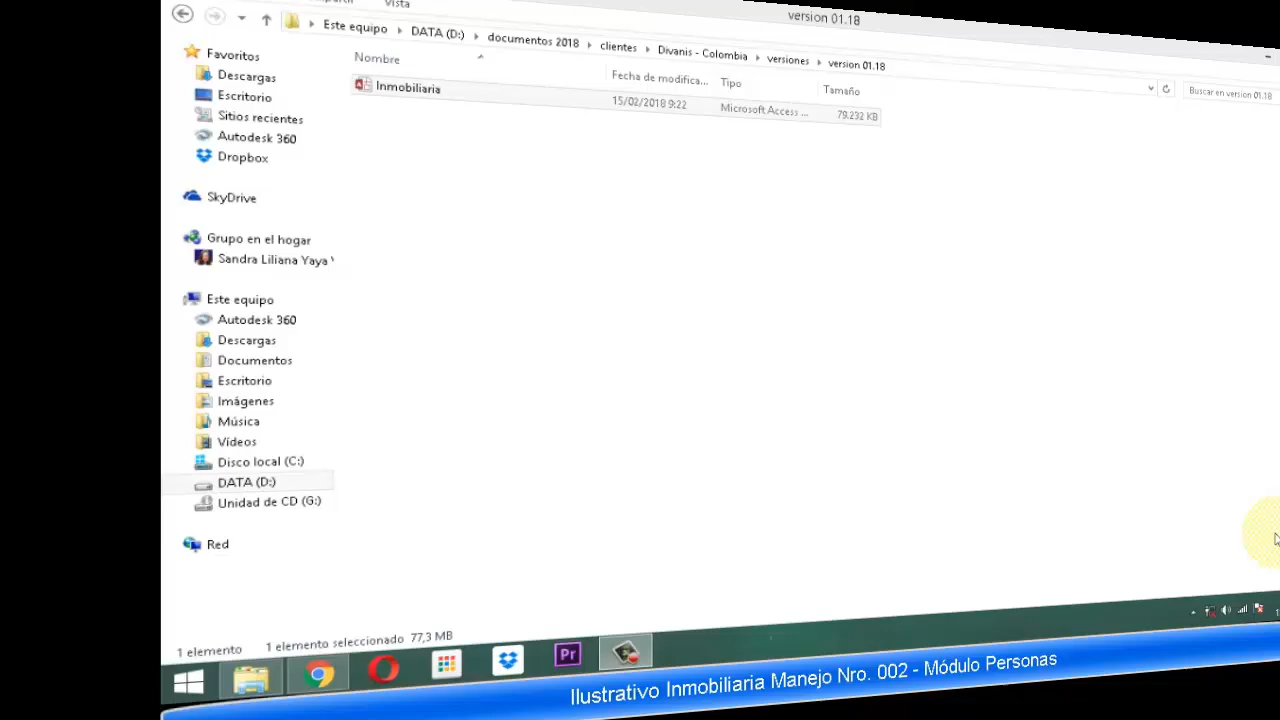 Vista
version 01.18
Este equipo
DATA (D:)
documentos 2018
clientes
Divanis - Colombia
versiones
version 01.18
Buscar en version 01.18
Nombre
Fecha de modifica...
Tipo
Tamaño
Inmobiliaria
15/02/2018 9:22
Microsoft Access ...
79.232 KB
Favoritos
Descargas
Escritorio
Sitios recientes
Autodesk 360
Dropbox
SkyDrive
Grupo en el hogar
Sandra Liliana Yaya
Este equipo
Autodesk 360
Descargas
Documentos
Escritorio
Imágenes
Música
Vídeos
Disco local (C:)
DATA (D:)
Unidad de CD (G:)
Red
1 elemento
1 elemento seleccionado 77,3 MB
Pr
Ilustrativo Inmobiliaria Manejo Nro. 002 - Módulo Personas